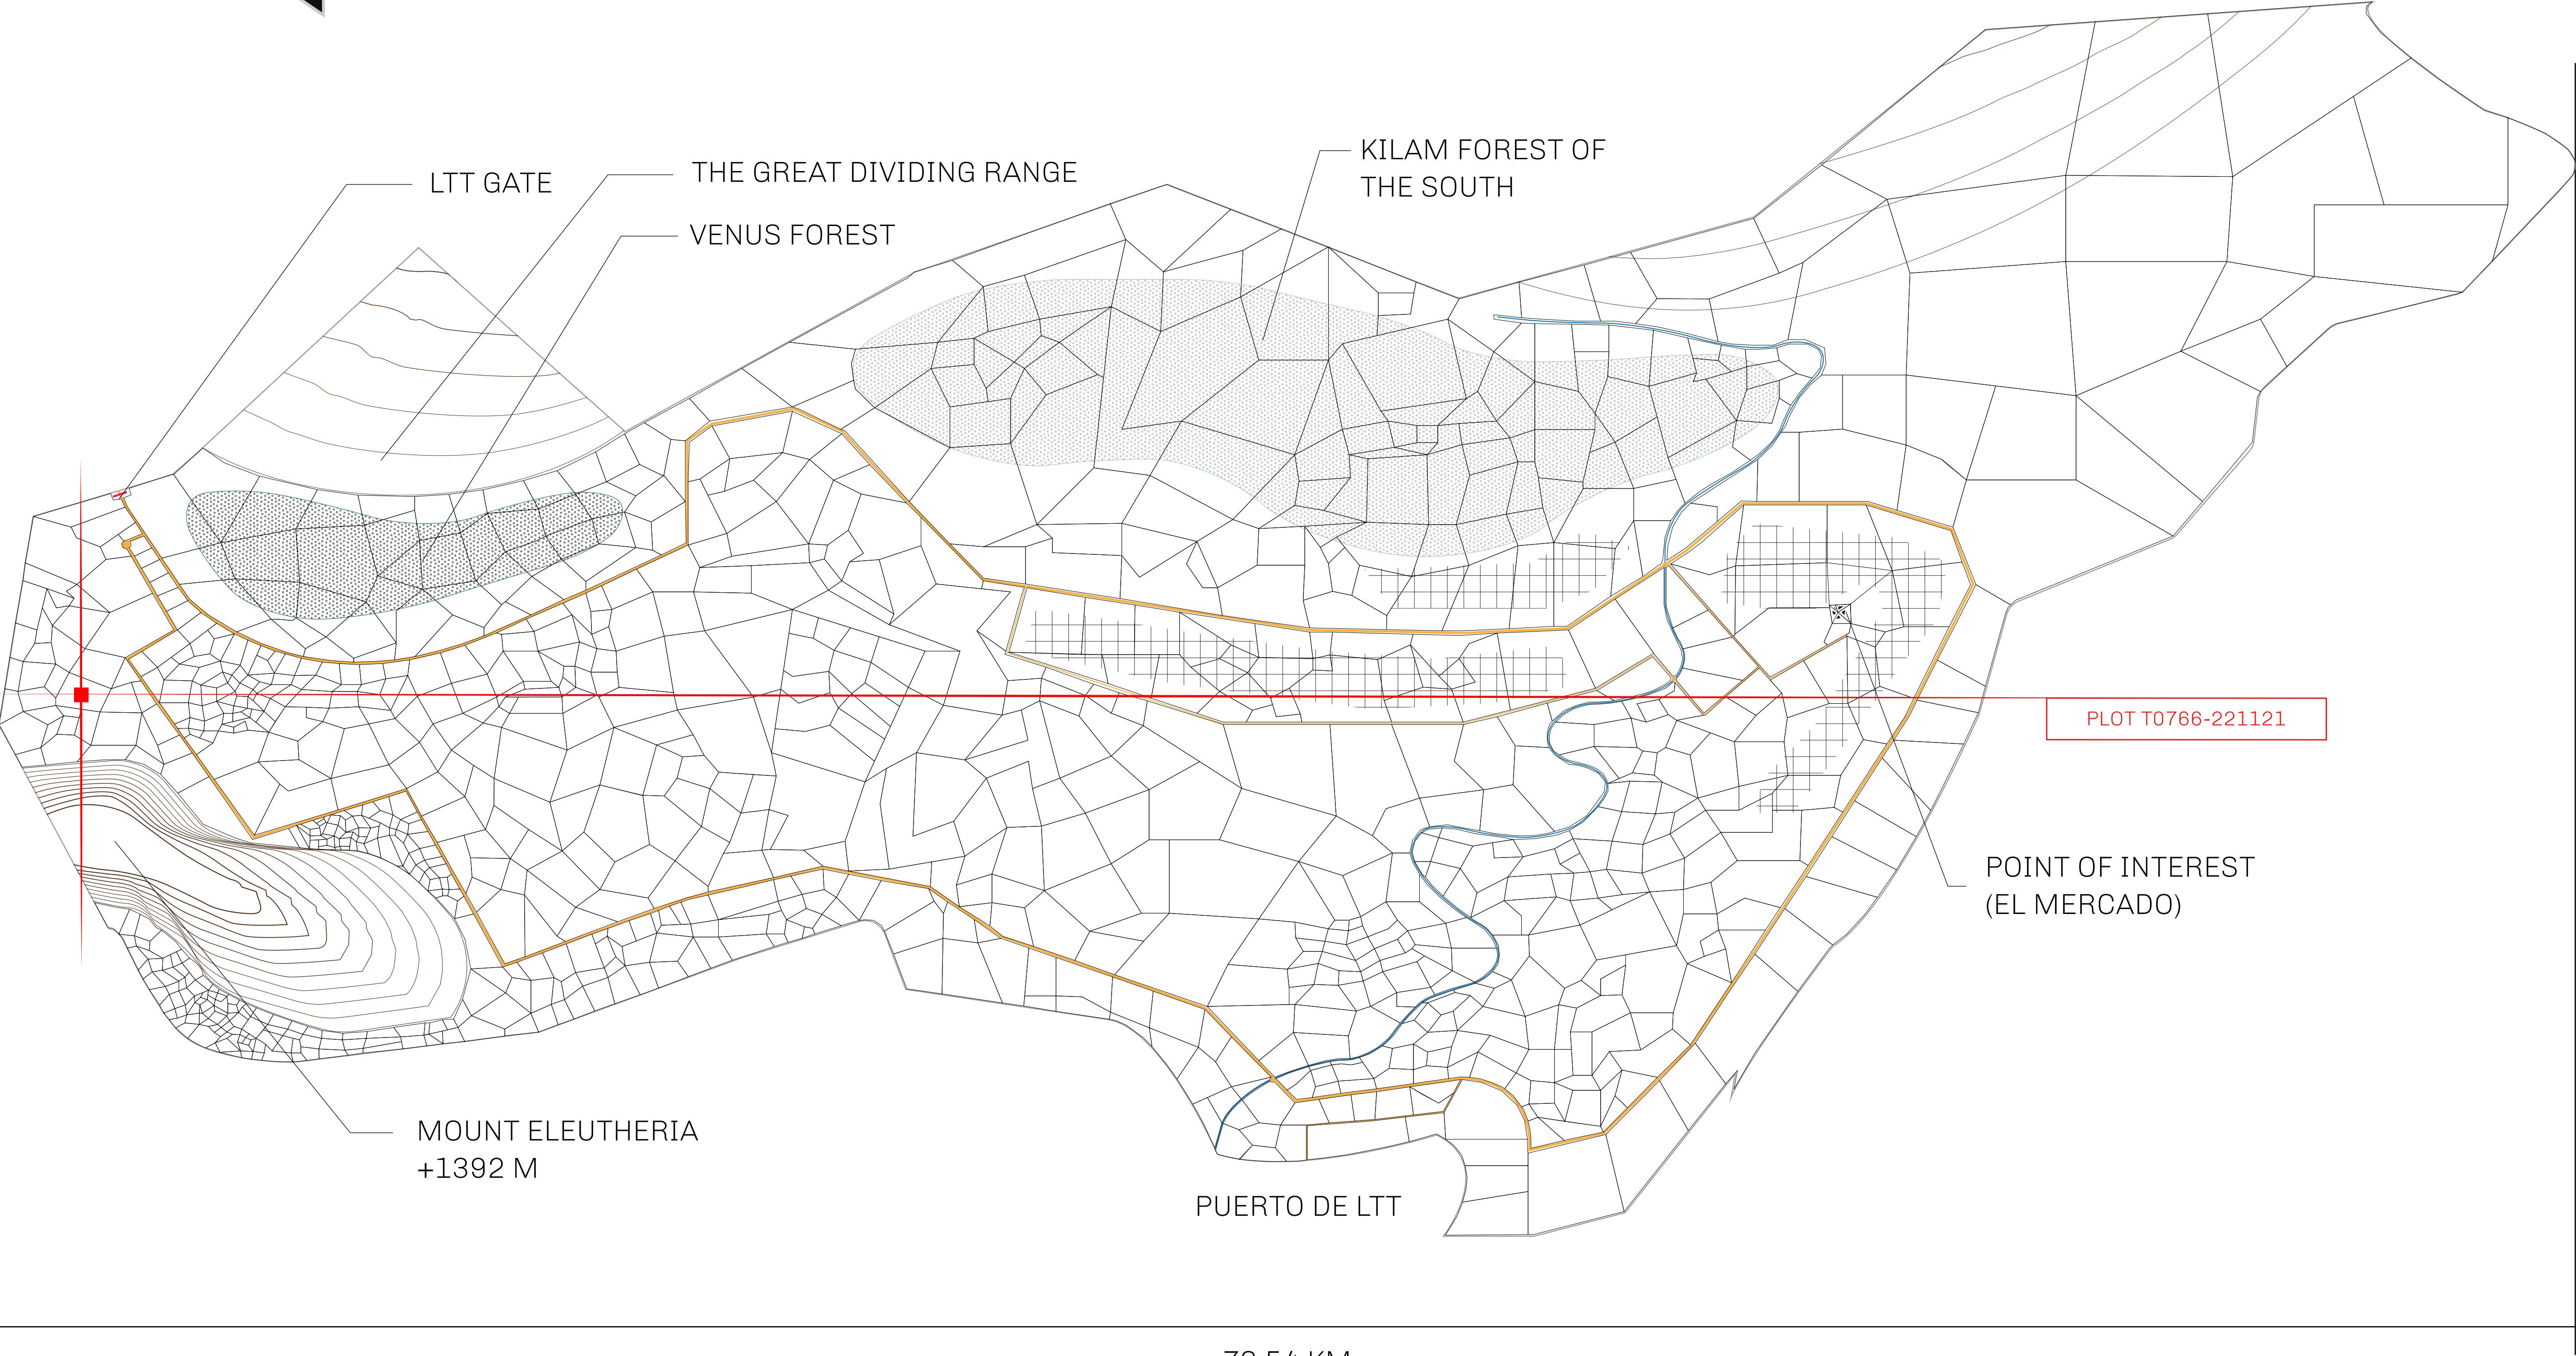 KILAM FOREST OF
THE SOUTH
THE GREAT DIVIDING RANGE
LTT GATE
VENUS FOREST
PLOT T0766-221121
POINT OF INTEREST
(EL MERCADO)
MOUNT ELEUTHERIA
+1392 M
PUERTO DE LTT